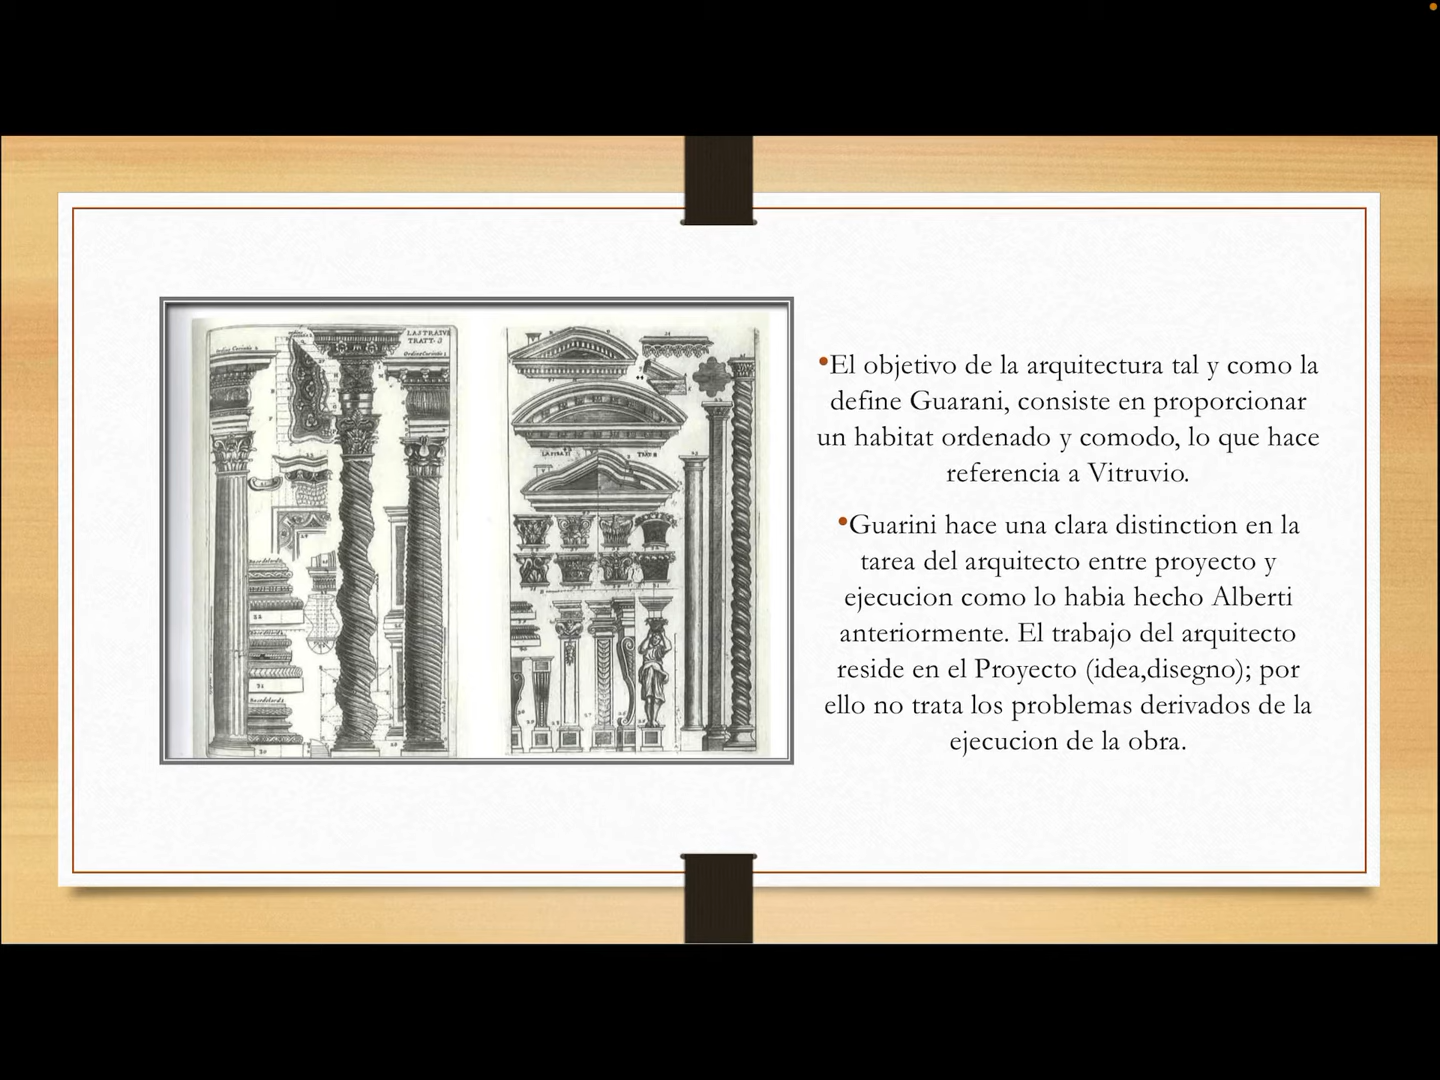 LASTRATVE
TRATT. 3
•El objetivo de la arquitectura tal y como la
define Guarani, consiste en proporcionar
un habitat ordenado y comodo, lo que hace
referencia a Vitruvio.
•Guarini hace una clara distinction en la
tarea del arquitecto entre proyecto y
ejecucion como lo habia hecho Alberti
anteriormente. El trabajo del arquitecto
reside en el Proyecto (idea,disegno); por
ello no trata los problemas derivados de la
ejecucion de la obra.